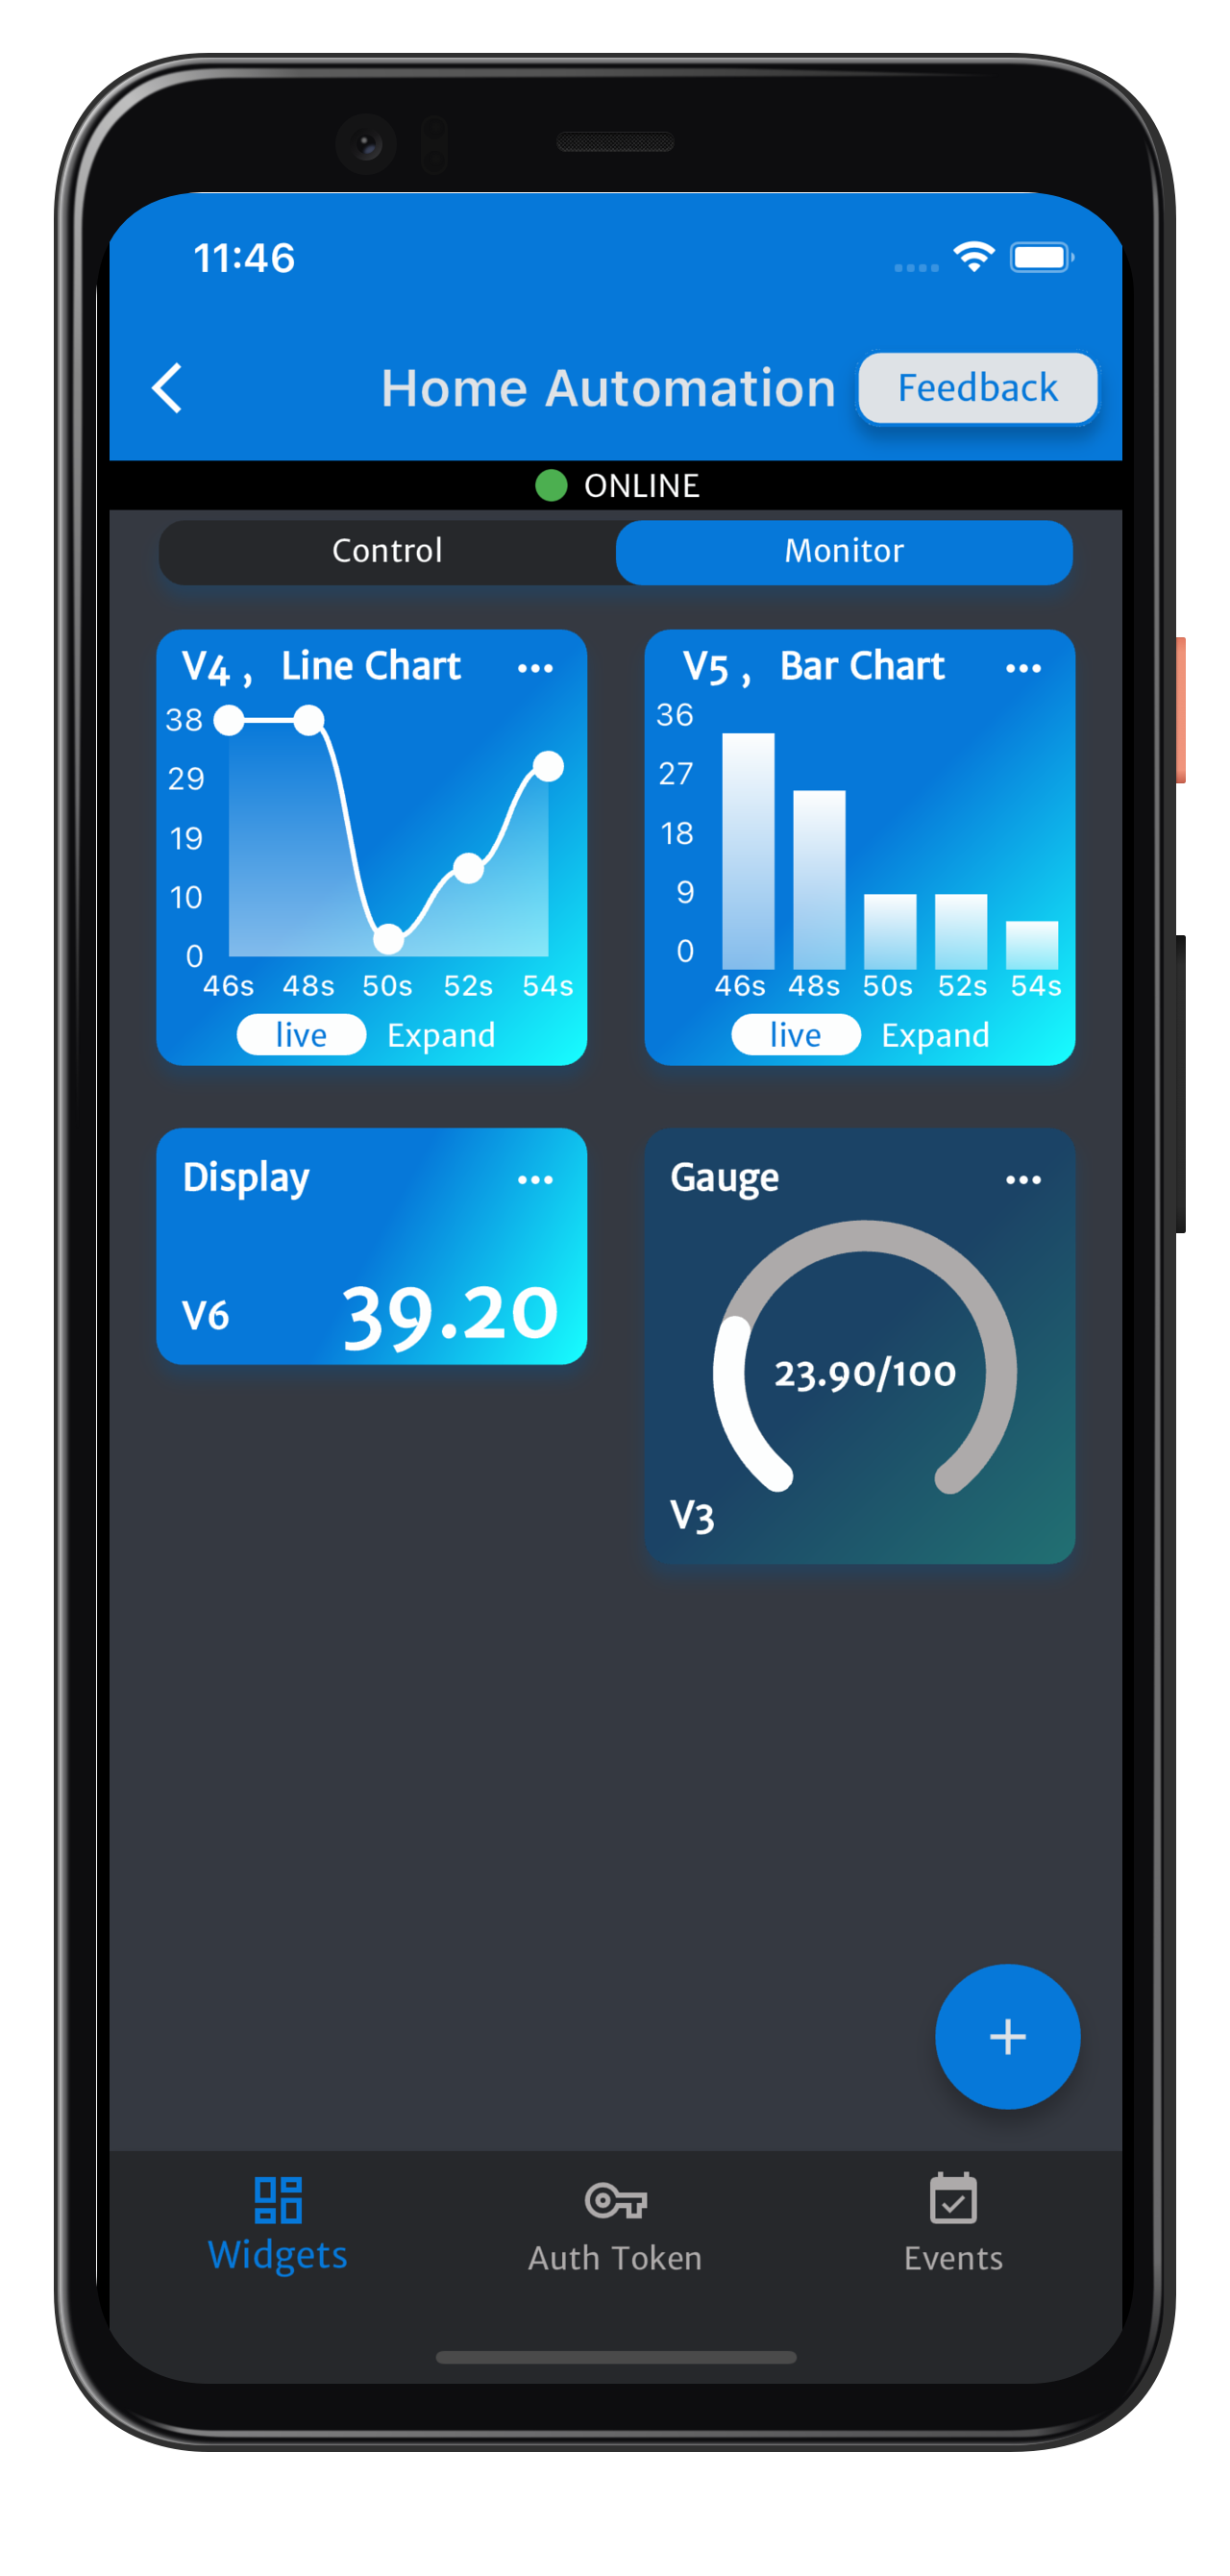 11:46
Home Automation
Feedback
ONLINE
Control
Monitor
V4 , Line Chart
38
29
19
10
0
46s 48s 50s 52s 54s
live Expand
V5 , Bar Chart
36
27
18
9
0
46s 48s 50s 52s 54s
live Expand
Display
V6 39.20
Gauge
23.90/100
V3
+
Widgets
Auth Token
Events